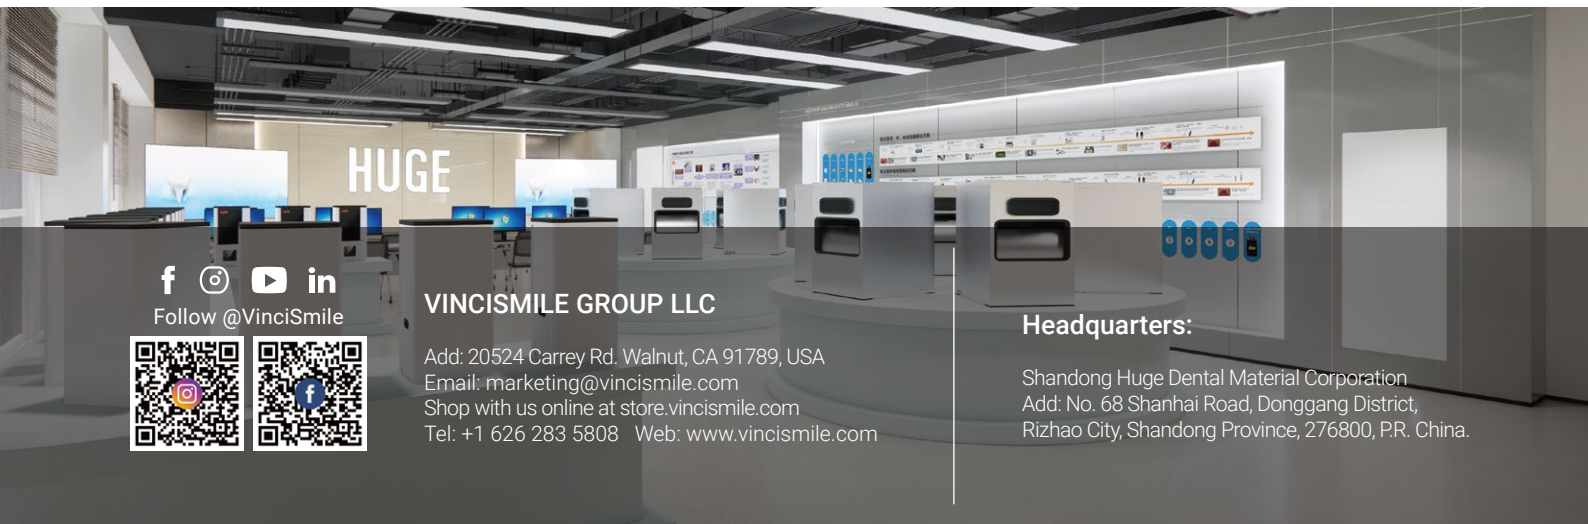 HUGE
Follow @VinciSmile
VINCISMILE GROUP LLC
Add: 20524 Carrey Rd. Walnut, CA 91789, USA
Email: marketing@vincismile.com
Shop with us online at store.vincismile.com
Tel: +1 626 283 5808 Web: www.vincismile.com
Headquarters:
Shandong Huge Dental Material Corporation
Add: No. 68 Shanhai Road, Donggang District,
Rizhao City, Shandong Province, 276800, P.R. China.